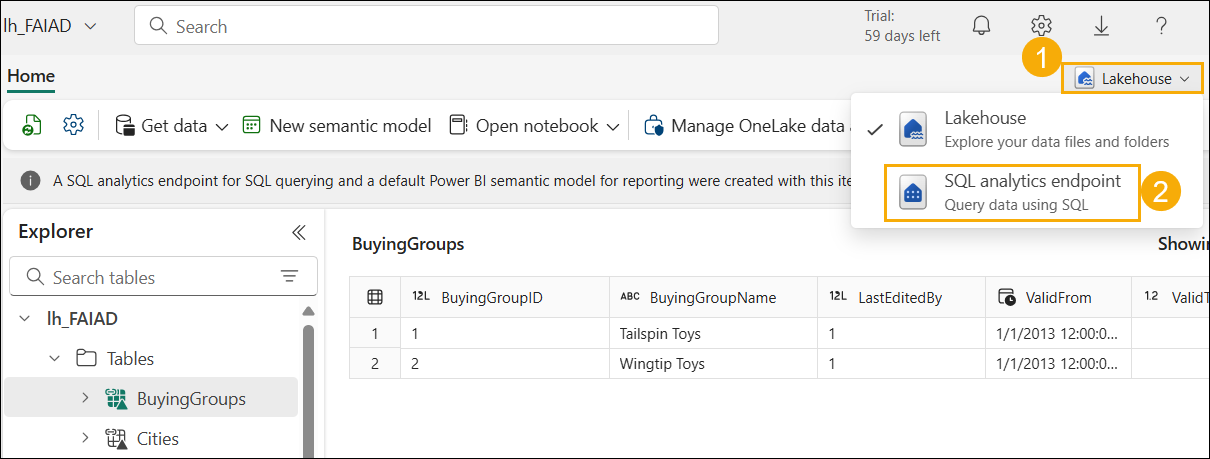 lh_FAIAD
Search
Trial:
59 days left
1
Home
Lakehouse
Get data
New semantic model
Open notebook
Manage OneLake data
Lakehouse
Explore your data files and folders
A SQL analytics endpoint for SQL querying and a default Power BI semantic model for reporting were created with this
SQL analytics endpoint
Query data using SQL
2
Explorer
BuyingGroups
Search tables
12L BuyingGroupID ABC BuyingGroupName 12L LastEditedBy ValidFrom 1.2
lh_FAIAD
1 1 Tailspin Toys 1 1/1/2013 12:00:0...
Tables
2 2 Wingtip Toys 1 1/1/2013 12:00:0...
BuyingGroups
Cities